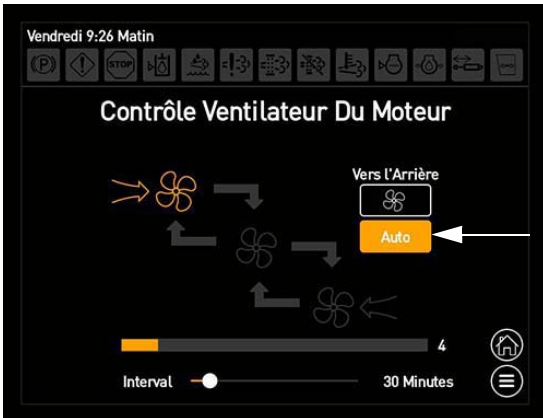 Vendredi 9:26 Matin
STOP
Contrôle Ventilateur Du Moteur
Vers l'Arrière
Auto
4
Interval 30 Minutes